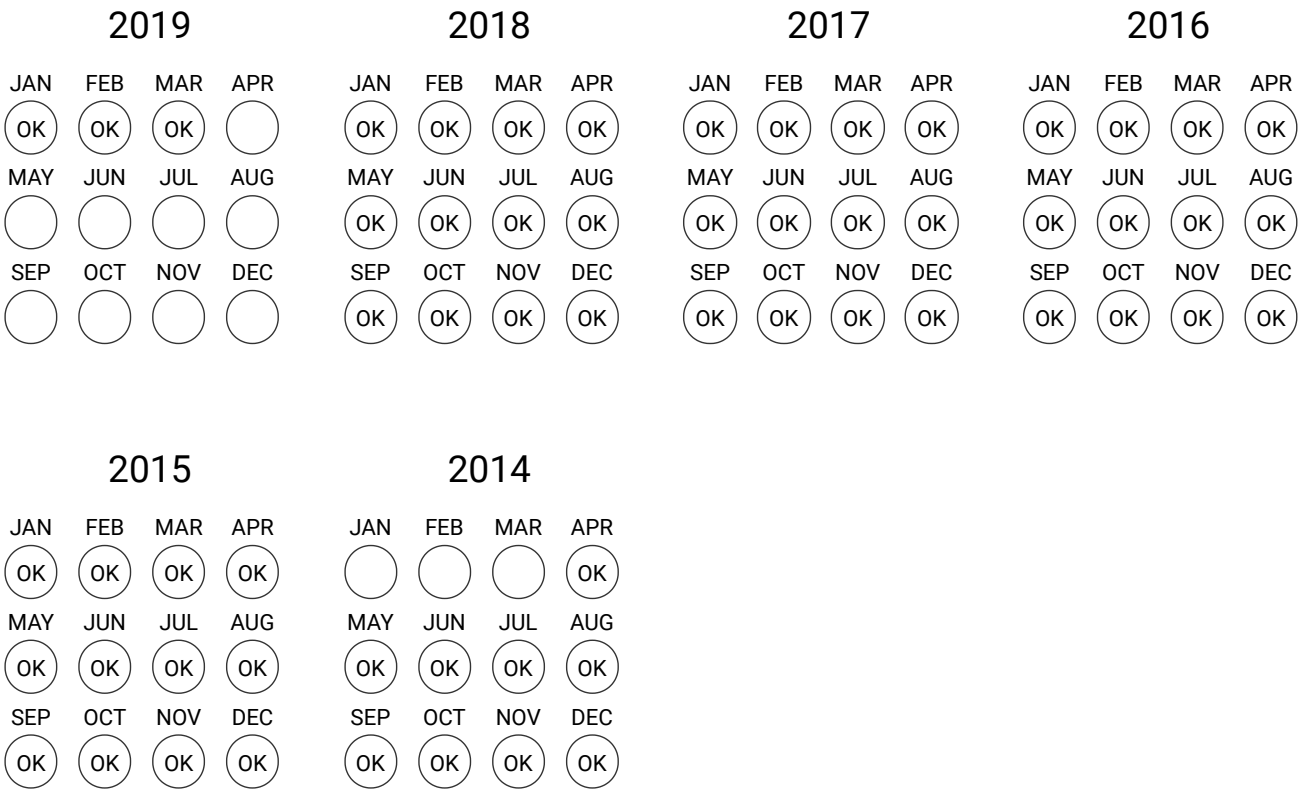 2019 2018 2017 2016
JAN FEB MAR APR JAN FEB MAR APR JAN FEB MAR APR JAN FEB MAR APR
OK OK OK OK OK OK OK OK OK OK OK OK OK OK OK
MAY JUN JUL AUG MAY JUN JUL AUG MAY JUN JUL AUG MAY JUN JUL AUG
OK OK OK OK OK OK OK OK OK OK OK OK
SEP OCT NOV DEC SEP OCT NOV DEC SEP OCT NOV DEC SEP OCT NOV DEC
OK OK OK OK OK OK OK OK OK OK OK OK
2015 2014
JAN FEB MAR APR JAN FEB MAR APR
OK OK OK OK OK
MAY JUN JUL AUG MAY JUN JUL AUG
OK OK OK OK OK OK OK OK
SEP OCT NOV DEC SEP OCT NOV DEC
OK OK OK OK OK OK OK OK